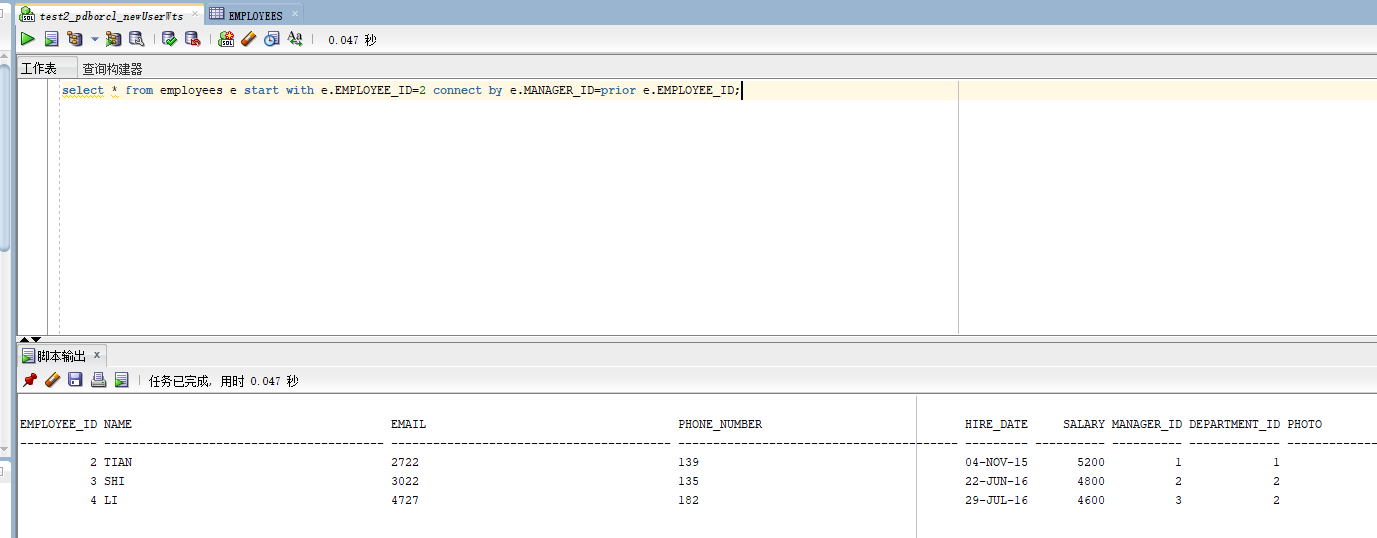 test2_pdborcl_newUserWts EMPLOYEES
0.047 秒
工作表 查询构建器
select * from employees e start with e.EMPLOYEE_ID=2 connect by e.MANAGER_ID=prior e.EMPLOYEE_ID;
脚本输出 x
任务已完成, 用时 0.047 秒
EMPLOYEE_ID NAME EMAIL PHONE_NUMBER HIRE_DATE SALARY MANAGER_ID DEPARTMENT_ID PHOTO
2 TIAN 2722 139 04-NOV-15 5200 1 1
3 SHI 3022 135 22-JUN-16 4800 2 2
4 LI 4727 182 29-JUL-16 4600 3 2